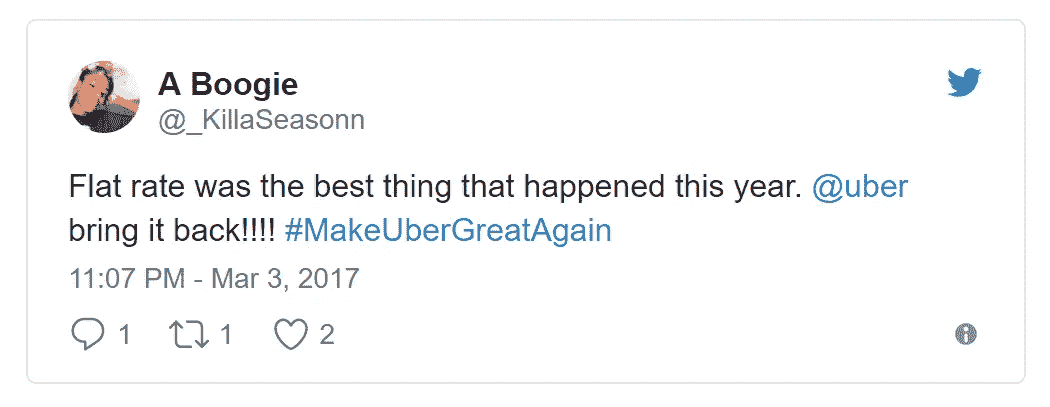 A Boogie
@_KillaSeasonn
Flat rate was the best thing that happened this year. @uber
bring it back!!!! #MakeUberGreatAgain
11:07 PM - Mar 3, 2017
1 1 2